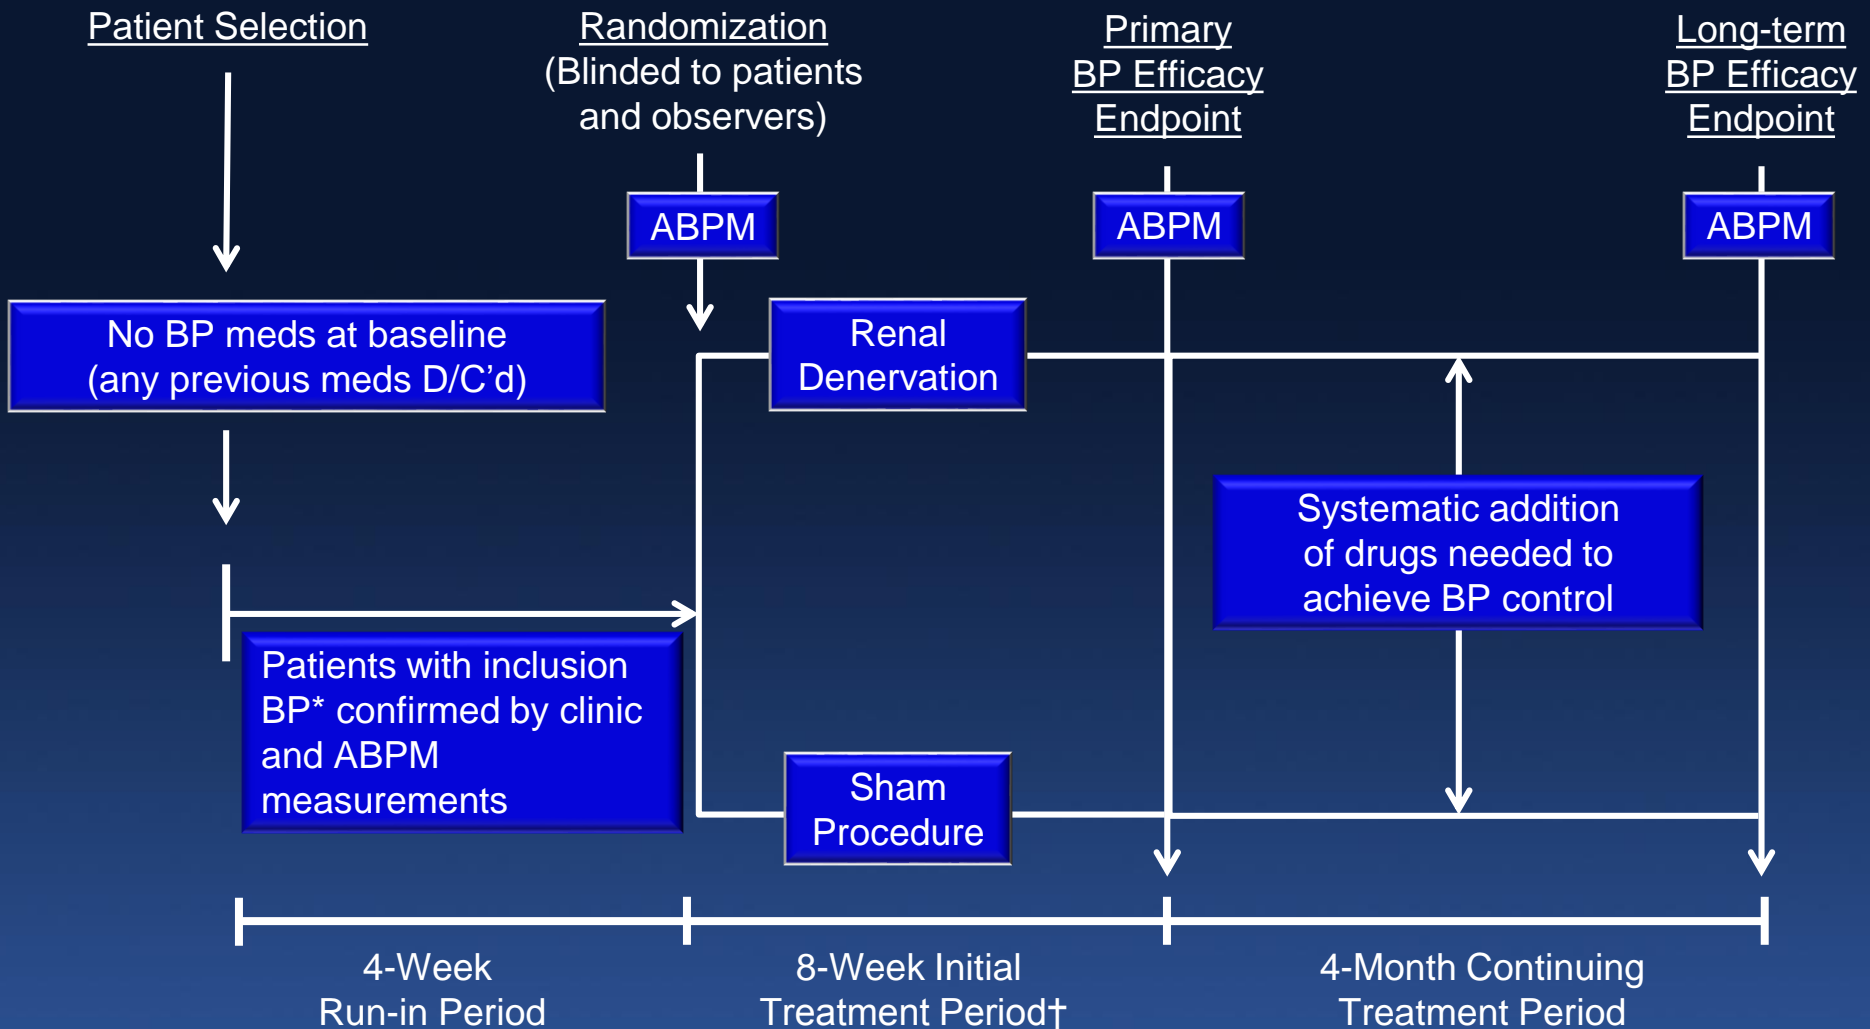 Patient Selection
Randomization
(Blinded to patients
and observers)
Primary
BP Efficacy
Endpoint
Long-term
BP Efficacy
Endpoint
ABPM
ABPM
ABPM
No BP meds at baseline
(any previous meds D/C’d)
Renal
Denervation
Systematic addition
of drugs needed to
achieve BP control
Patients with inclusion
BP* confirmed by clinic
and ABPM
measurements
Sham
Procedure
4-Week
Run-in Period
8-Week Initial
Treatment Period†
4-Month Continuing
Treatment Period